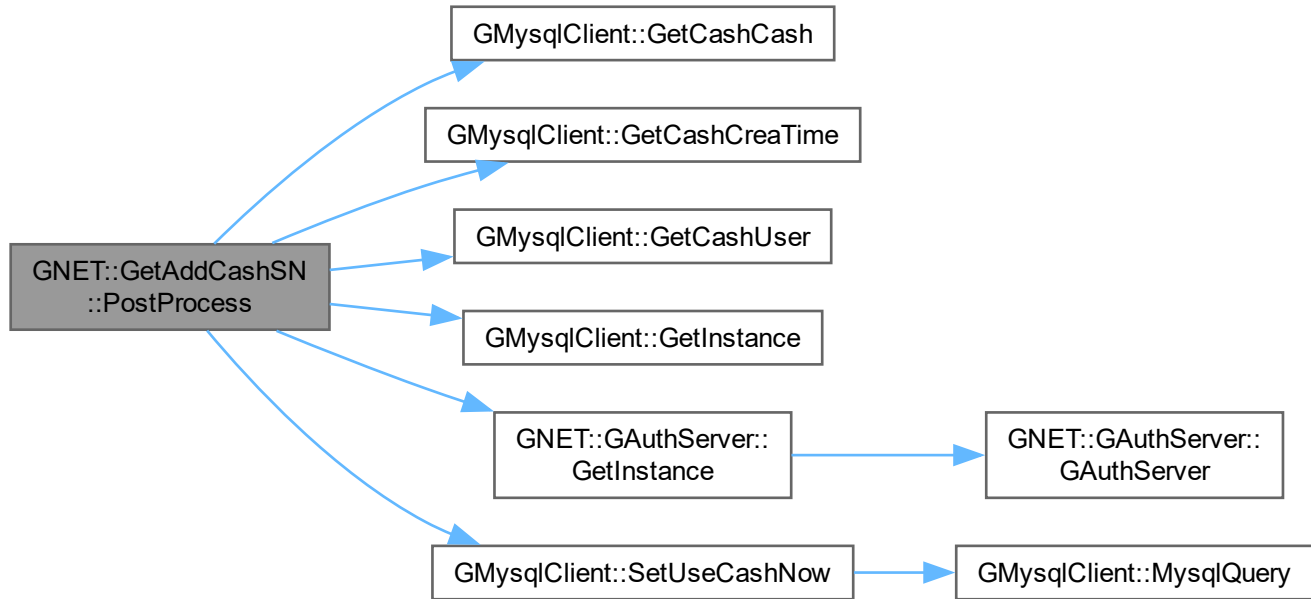 GMysqlClient::GetCashCash
GMysqlClient::GetCashCreaTime
GMysqlClient::GetCashUser
GNET::GetAddCashSN
::PostProcess
GMysqlClient::GetInstance
GNET::GAuthServer::
GetInstance
GNET::GAuthServer::
GAuthServer
GMysqlClient::SetUseCashNow
GMysqlClient::MysqlQuery